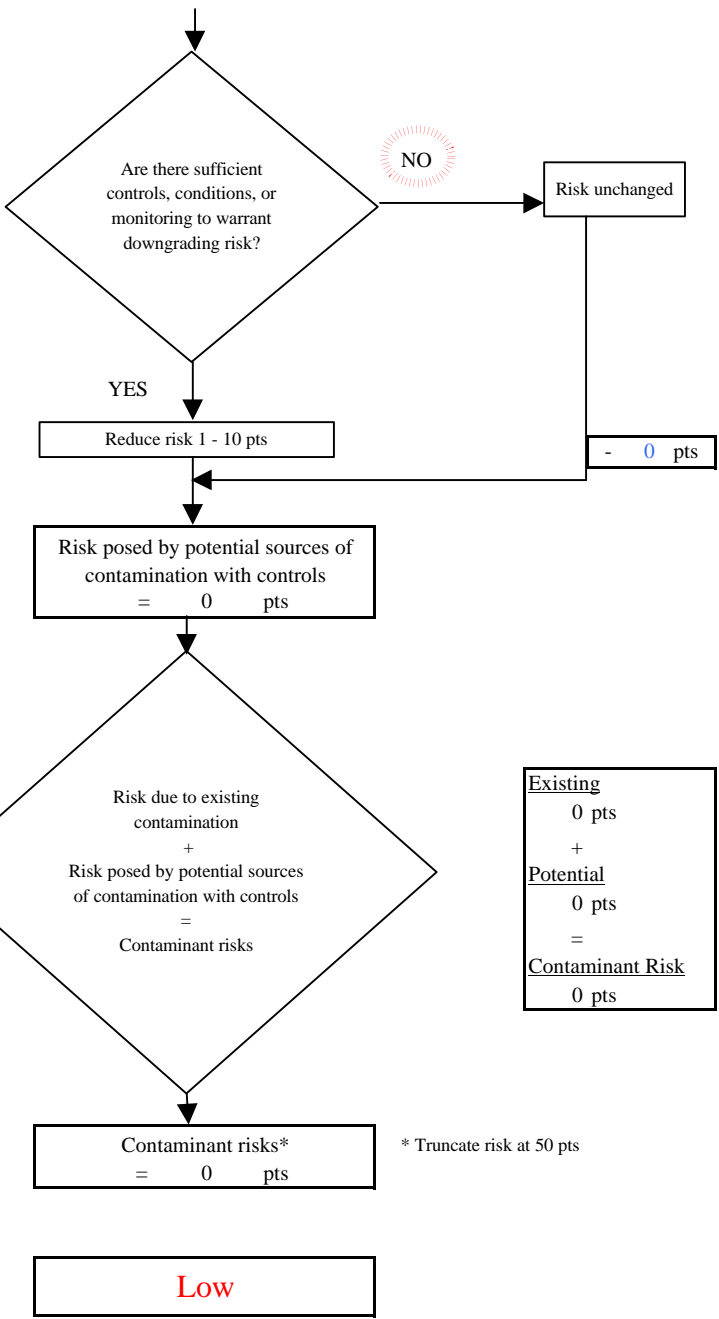 Are there sufficient
controls, conditions, or
monitoring to warrant
downgrading risk?
NO
Risk unchanged
YES
Reduce risk 1 - 10 pts
- 0 pts
Risk posed by potential sources of
contamination with controls
= 0 pts
Risk due to existing
contamination
+
Risk posed by potential sources
of contamination with controls
=
Contaminant risks
Existing
0 pts
+
Potential
0 pts
=
Contaminant Risk
0 pts
Contaminant risks*
= 0 pts
* Truncate risk at 50 pts
Low